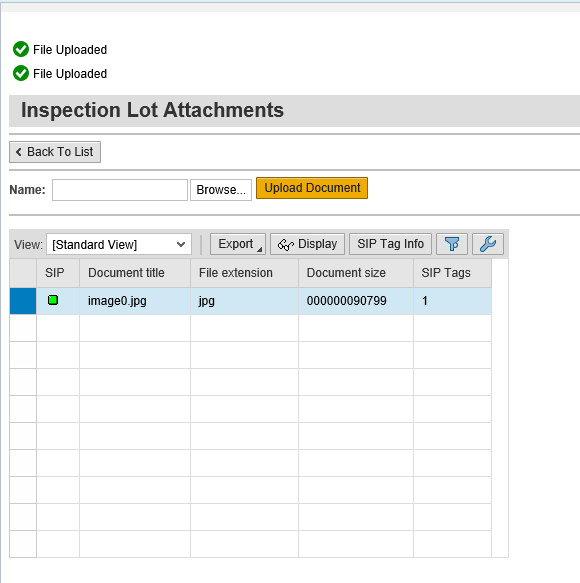 File Uploaded
File Uploaded
Inspection Lot Attachments
Back To List
Name: Browse... Upload Document
View: [Standard View] Export Display SIP Tag Info
SIP Document title File extension Document size SIP Tags
image0.jpg jpg 000000090799 1